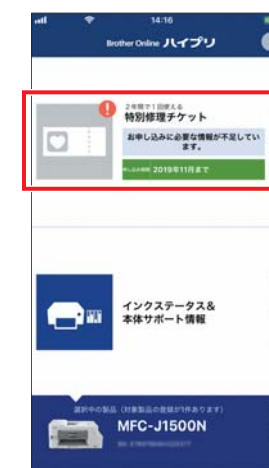 14:16
Brother Online ハイプリ
2年間で1回使える
特別修理チケット
お申し込みに必要な情報が不足してい
ます。
2019年11月まで
インクステータス&
本体サポート情報
選択中の製品 (対象製品の登録が1件あります)
MFC-J1500N